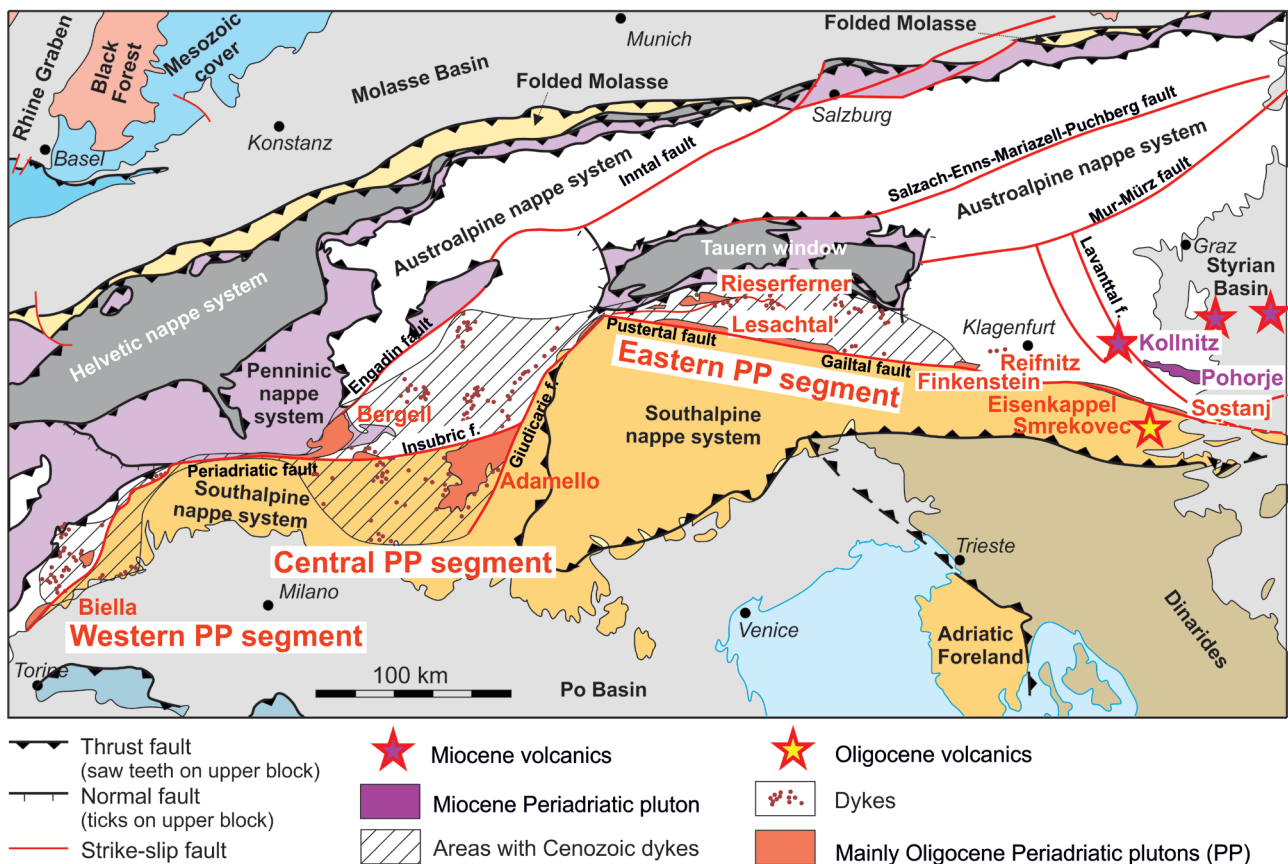 Rhine Graben
Black
Forest
Mesozoic
cover
Basel
Konstanz
Molasse Basin
Munich
Folded Molasse
Folded Molasse
Salzburg
Inntal fault
Salzach-Enns-Mariazell-Puchberg fault
Austroalpine nappe system
Austroalpine nappe system
Mur-Mürz fault
Lavanttal f.
Graz
Styrian
Basin
Helvetic nappe system
Tauern window
Rieserferner
Lesachtal
Klagenfurt
Kollnitz
Reifnitz
Pohorje
Pustertal fault
Gailtal fault
Eastern PP segment
Finkenstein
Eisenkappel
Sostanj
Smrekovec
Penninic
nappe
system
Engadin fault
Bergell
Insubric f.
Giudicarie f.
Southalpine
nappe system
Periadriatic fault
Southalpine
nappe system
Adamello
Central PP segment
Biella
Milano
Western PP segment
Torino
100 km
Po Basin
Venice
Trieste
Adriatic
Foreland
Dinarides
Thrust fault
(saw teeth on upper block)
Normal fault
(ticks on upper block)
Strike-slip fault
Miocene volcanics
Miocene Periadriatic pluton
Areas with Cenozoic dykes
Oligocene volcanics
Dykes
Mainly Oligocene Periadriatic plutons (PP)